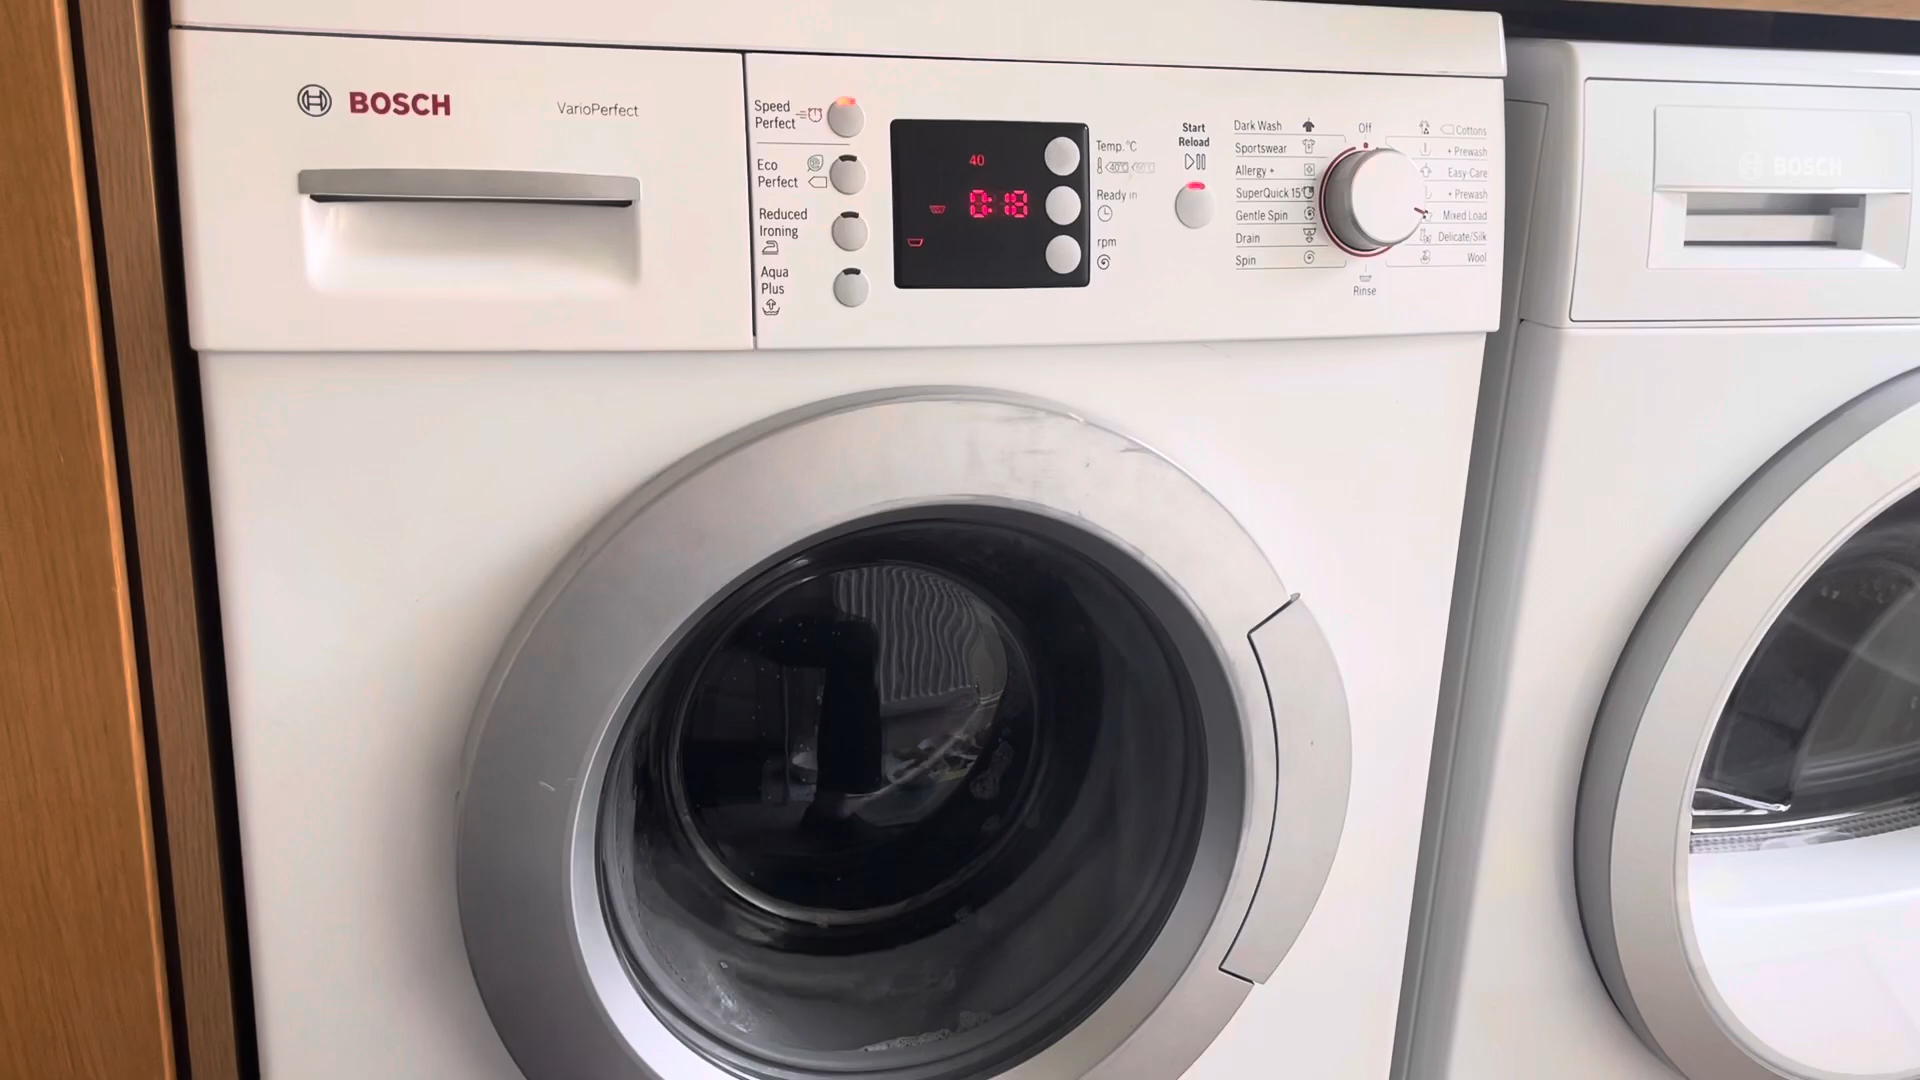 BOSCH
VarioPerfect
Speed
Perfect
Eco
Perfect
Reduced
Ironing
Aqua
Plus
40
0:18
Temp. °C
Ready in
rpm
Start
Reload
Dark Wash
Sportswear
Allergy +
SuperQuick 15'
Gentle Spin
Drain
Spin
Off
Rinse
Cottons
+ Prewash
Easy-Care
+ Prewash
Mixed Load
Delicate/Silk
Wool
BOSCH